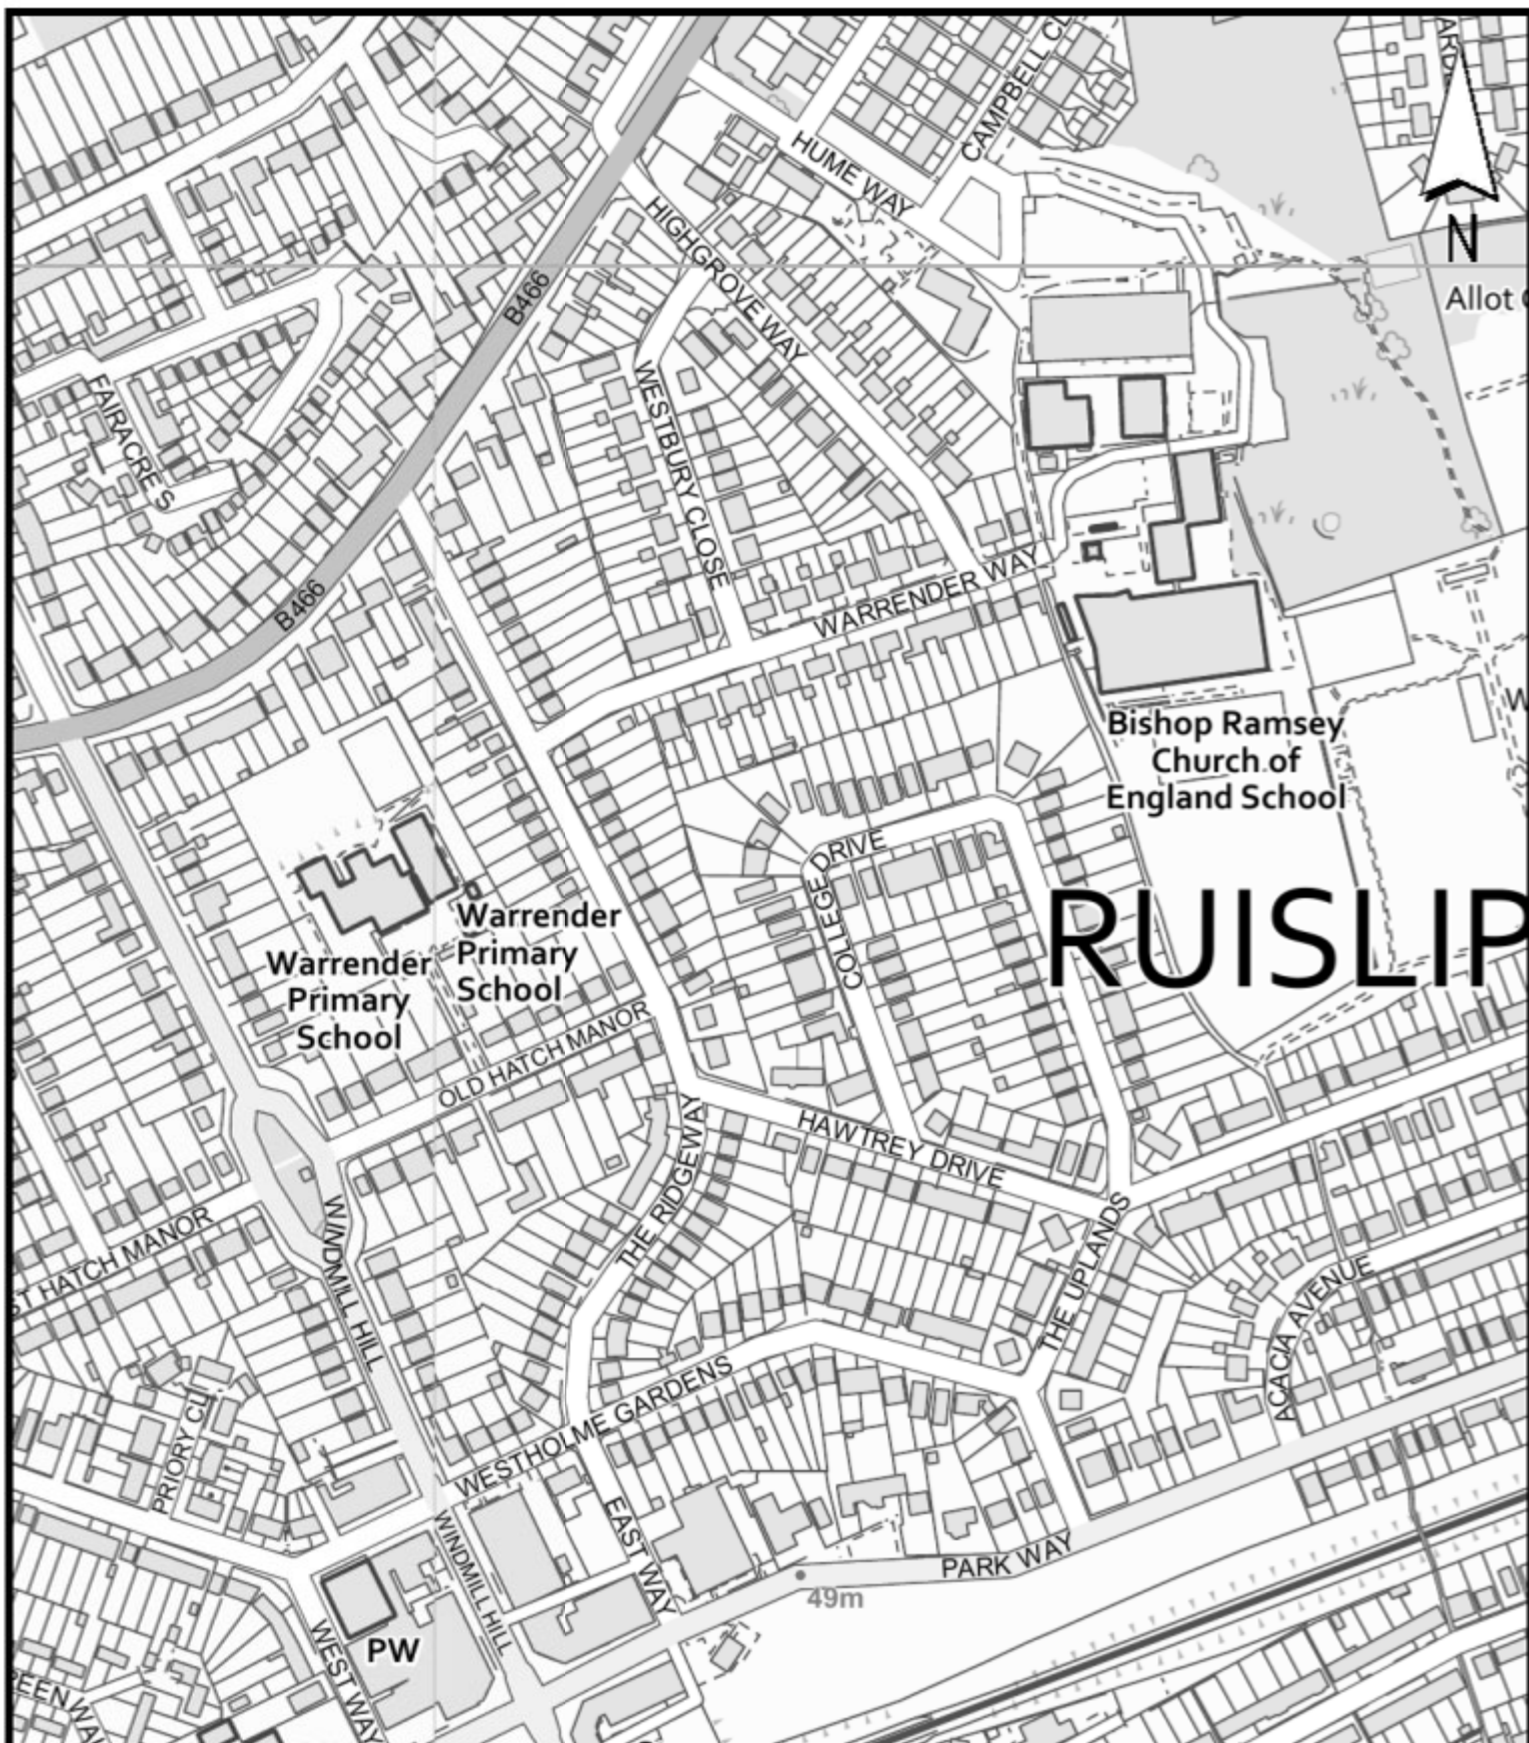 CAMPBELL CL
HUME WAY
N
HIGHGROVE WAY
B466
Allot
FAIRACRES
WESTBURY CLOSE
B466
WARRENDER WAY
Bishop Ramsey
Church of
England School
COLLEGE DRIVE
RUISLIP
Warrender
Primary
School
Warrender
Primary
School
OLD HATCH MANOR
HAWTREY DRIVE
THE RIDGEWAY
ST HATCH MANOR
WINDMILL HILL
THE UPLANDS
ACACIA AVENUE
PRIORY CL
WESTHOLME GARDENS
WINDMILL HILL
EAST WAY
PARK WAY
49m
PW
WEST WAY